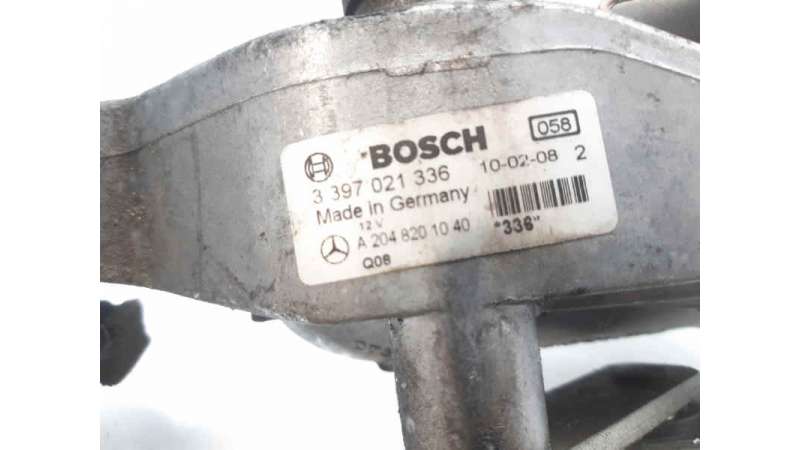 BOSCH 058
3 397 021 336 10-02-08 2
Made in Germany
12V
A 204 820 10 40 *336*
Q08